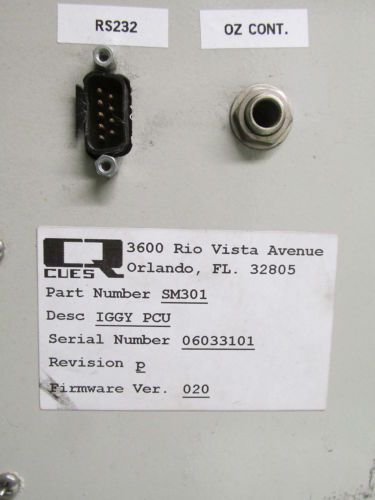 RS232
OZ CONT.
CUES
3600 Rio Vista Avenue
Orlando, FL. 32805
Part Number SM301
Desc IGGY PCU
Serial Number 06033101
Revision p
Firmware Ver. 020